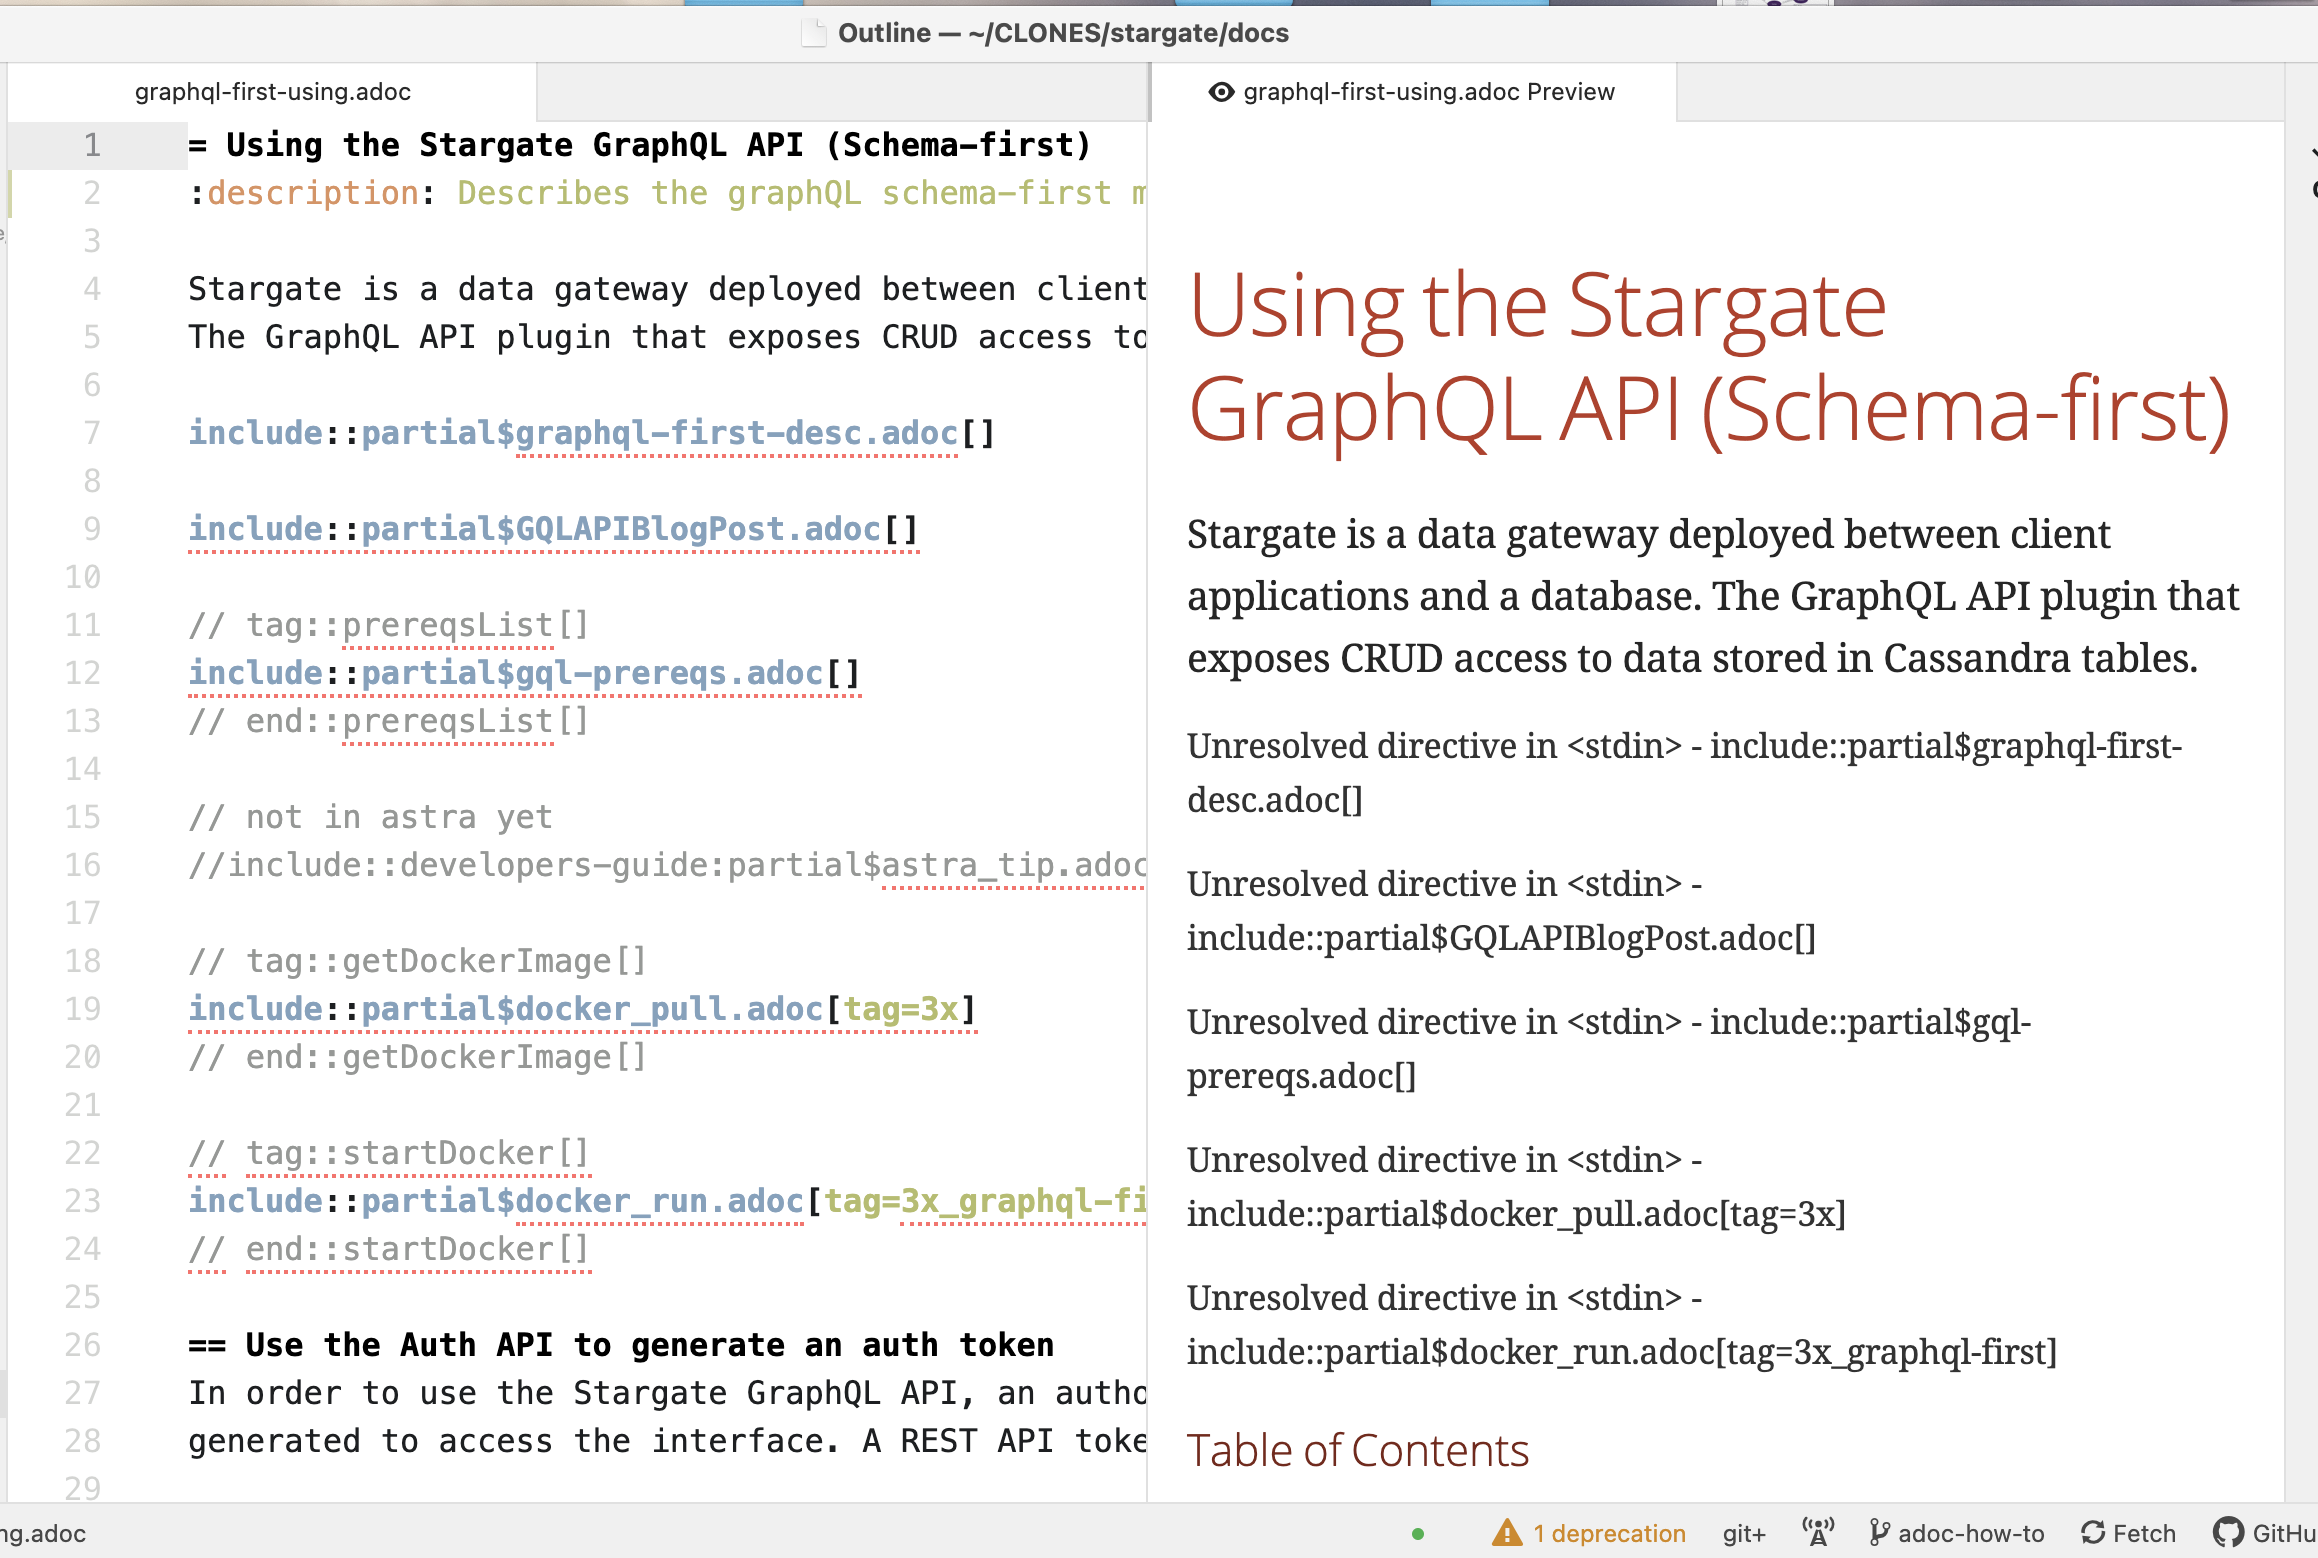 Outline — ~/CLONES/stargate/docs
graphql-first-using.adoc
1 = Using the Stargate GraphQL API (Schema-first)
2 :description: Describes the graphQL schema-first
3
4 Stargate is a data gateway deployed between client
5 The GraphQL API plugin that exposes CRUD access to
6
7 include::partial$graphql-first-desc.adoc[]
8
9 include::partial$GQLAPIBlogPost.adoc[]
10
11 // tag::prereqsList[]
12 include::partial$gql-prereqs.adoc[]
13 // end::prereqsList[]
14
15 // not in astra yet
16 //include::developers-guide:partial$astra_tip.adoc
17
18 // tag::getDockerImage[]
19 include::partial$docker_pull.adoc[tag=3x]
20 // end::getDockerImage[]
21
22 // tag::startDocker[]
23 include::partial$docker_run.adoc[tag=3x_graphql-fi
24 // end::startDocker[]
25
26 == Use the Auth API to generate an auth token
27 In order to use the Stargate GraphQL API, an autho
28 generated to access the interface. A REST API toke
29
graphql-first-using.adoc Preview
Using the Stargate
GraphQL API (Schema-first)
Stargate is a data gateway deployed between client
applications and a database. The GraphQL API plugin that
exposes CRUD access to data stored in Cassandra tables.
Unresolved directive in <stdin> - include::partial$graphql-first-
desc.adoc[]
Unresolved directive in <stdin> -
include::partial$GQLAPIBlogPost.adoc[]
Unresolved directive in <stdin> - include::partial$gql-
prereqs.adoc[]
Unresolved directive in <stdin> -
include::partial$docker_pull.adoc[tag=3x]
Unresolved directive in <stdin> -
include::partial$docker_run.adoc[tag=3x_graphql-first]
Table of Contents
ng.adoc
1 deprecation git+ adoc-how-to Fetch GitHu